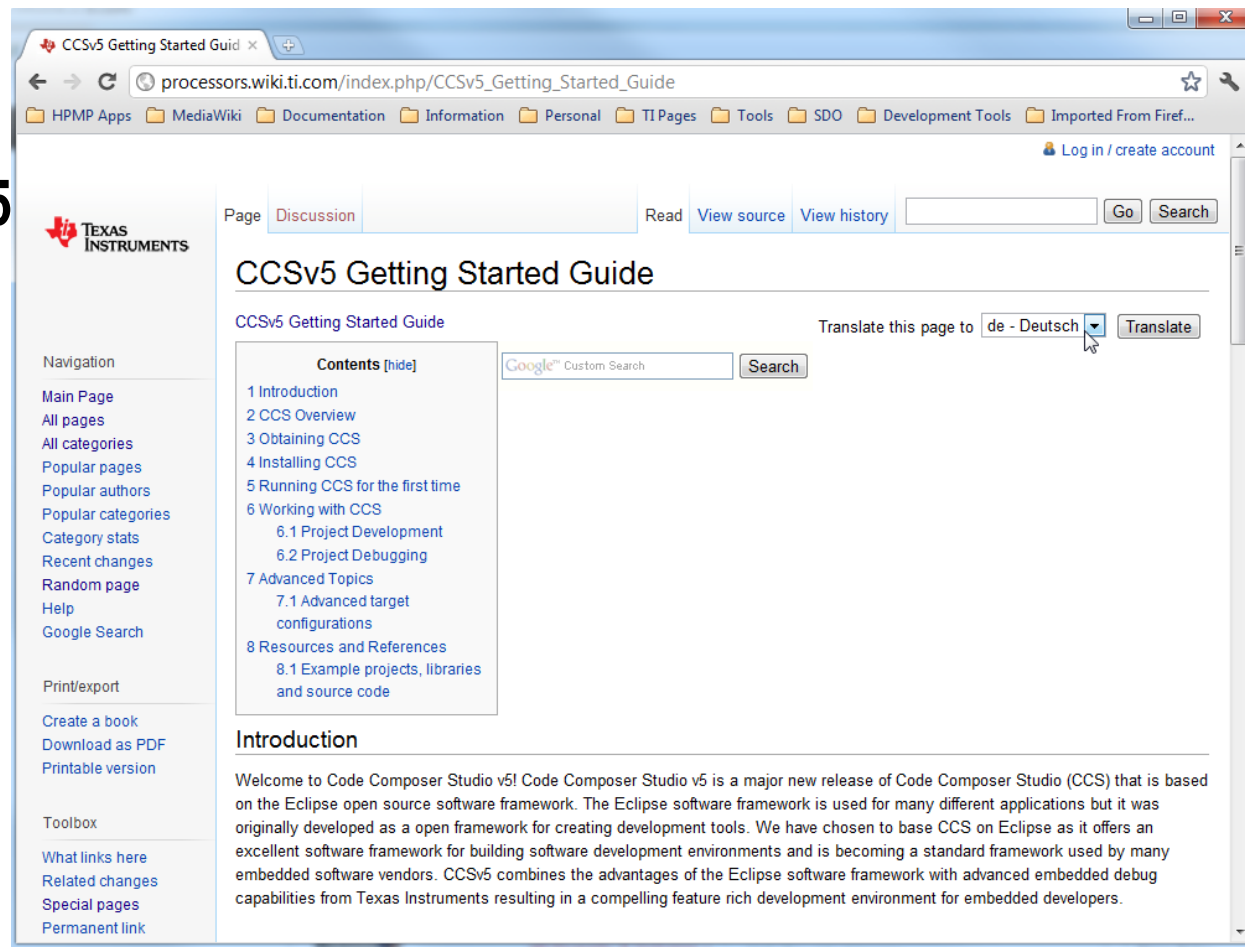 CCSv5 Getting Started Guid
processors.wiki.ti.com/index.php/CCSv5_Getting_Started_Guide
HPMP Apps MediaWiki Documentation Information Personal TI Pages Tools SDO Development Tools Imported From Firef...
Log in / create account
5
TEXAS
INSTRUMENTS
Page Discussion Read View source View history Go Search
CCSv5 Getting Started Guide
CCSv5 Getting Started Guide
Translate this page to de - Deutsch Translate
Google™ Custom Search Search
Navigation
Main Page
All pages
All categories
Popular pages
Popular authors
Popular categories
Category stats
Recent changes
Random page
Help
Google Search
Print/export
Create a book
Download as PDF
Printable version
Toolbox
What links here
Related changes
Special pages
Permanent link
Contents [hide]
1 Introduction
2 CCS Overview
3 Obtaining CCS
4 Installing CCS
5 Running CCS for the first time
6 Working with CCS
6.1 Project Development
6.2 Project Debugging
7 Advanced Topics
7.1 Advanced target
configurations
8 Resources and References
8.1 Example projects, libraries
and source code
Introduction
Welcome to Code Composer Studio v5! Code Composer Studio v5 is a major new release of Code Composer Studio (CCS) that is based
on the Eclipse open source software framework. The Eclipse software framework is used for many different applications but it was
originally developed as a open framework for creating development tools. We have chosen to base CCS on Eclipse as it offers an
excellent software framework for building software development environments and is becoming a standard framework used by many
embedded software vendors. CCSv5 combines the advantages of the Eclipse software framework with advanced embedded debug
capabilities from Texas Instruments resulting in a compelling feature rich development environment for embedded developers.